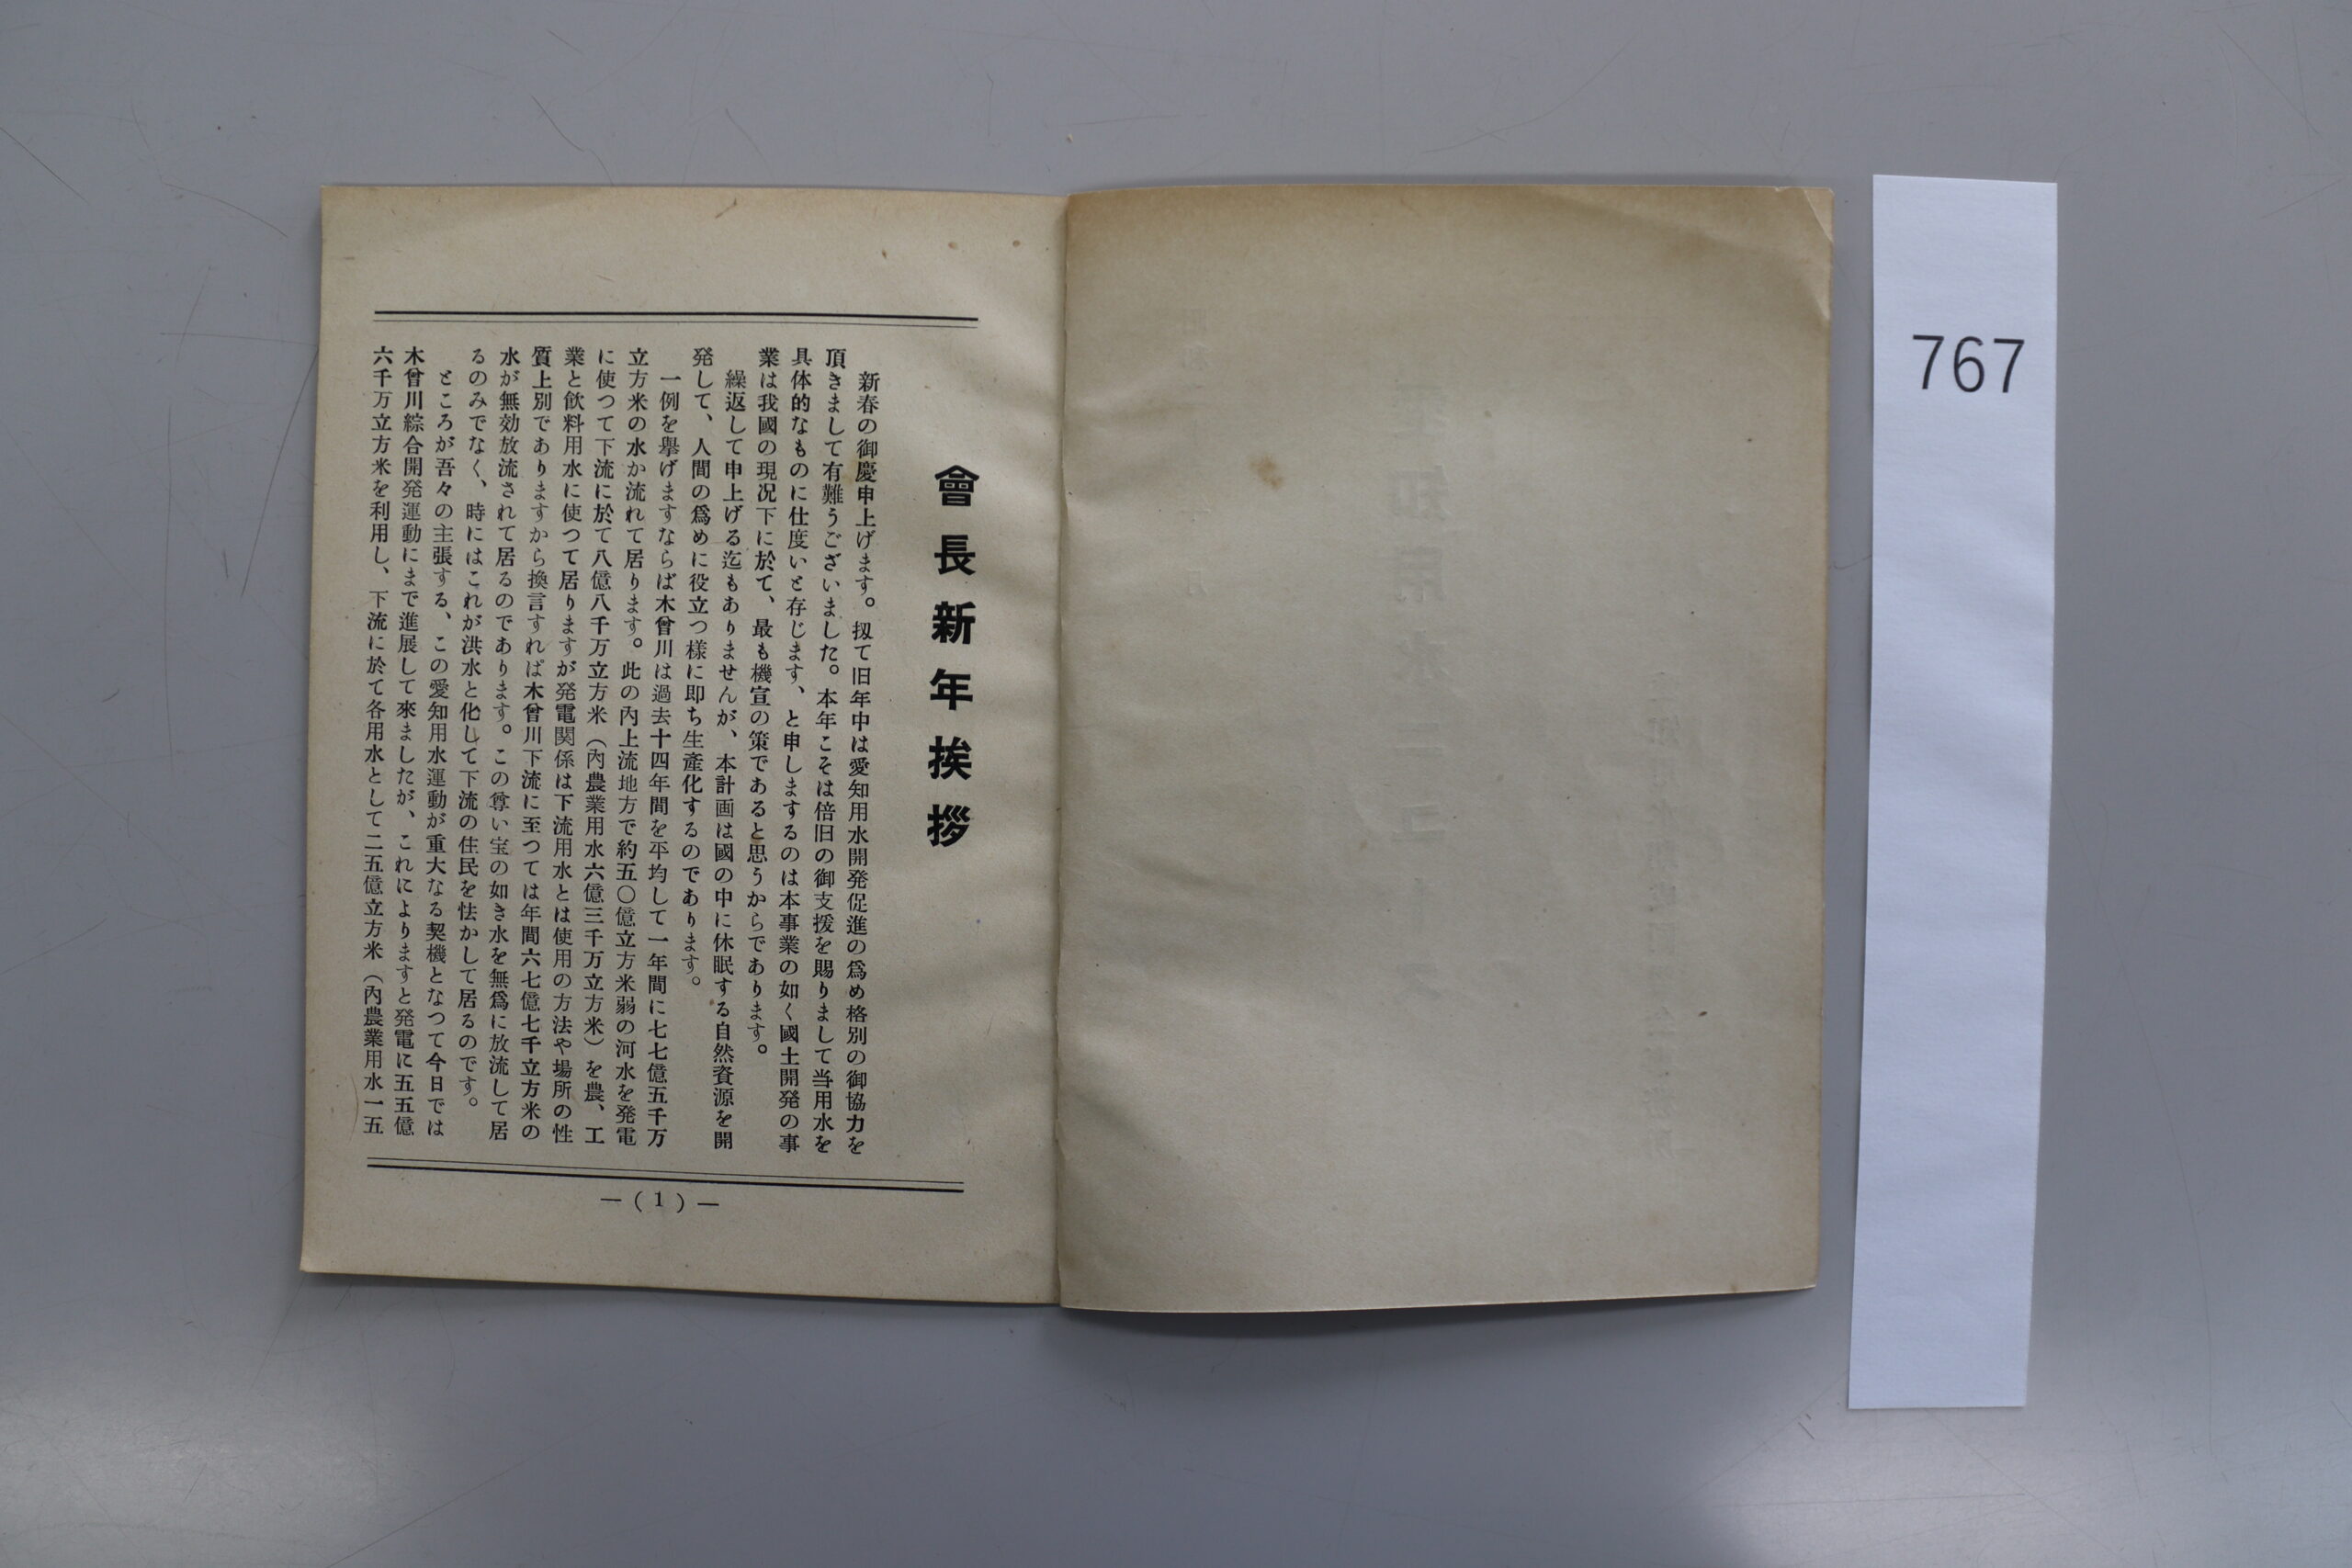 767
會長新年挨拶
新春の御慶申上げます。扨て旧年中は愛知用水開発促進の爲め格別の御協力を
頂きまして有難うございました。本年こそは倍旧の御支援を賜りまして当用水を
具体的なものに仕度いと存じます、と申しまするのは本事業の如く國土開発の事
業は我國の現況下に於て、最も機宣の策であると思うからであります。
繰返して申上げる迄もありませんが、本計画は國の中に休眠する自然資源を開
発して、人間の爲めに役立つ樣に即ち生産化するのであります。
一例を擧げますならば木曾川は過去十四年間を平均して一年間に七七億五千万
立方米の水か流れて居ります。此の內上流地方で約五〇億立方米弱の河水を発電
に使つて下流に於て八億八千万立方米（內農業用水六億三千万立方米）を農、工
業と飮料用水に使つて居りますが発電関係は下流用水とは使用の方法や場所の性
質上別でありますから換言すれば木曾川下流に至つては年間六七億七千立方米の
水が無効放流されて居るのであります。この尊い宝の如き水を無爲に放流して居
るのみでなく、時にはこれが洪水と化して下流の住民を怯かして居るのです。
ところが吾々の主張する、この愛知用水運動が重大なる契機となつて今日では
木曾川綜合開発運動にまで進展して來ましたが、これによりますと発電に五五億
六千万立方米を利用し、下流に於て各用水として二五億立方米（內農業用水一五
—(1)—